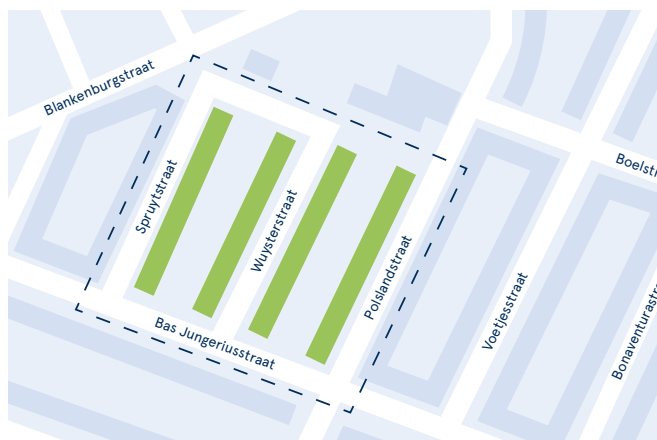 Blankenburgstraat
Spruytstraat
Wuysterstraat
Polslandstraat
Bas Jungeriusstraat
Voetjesstraat